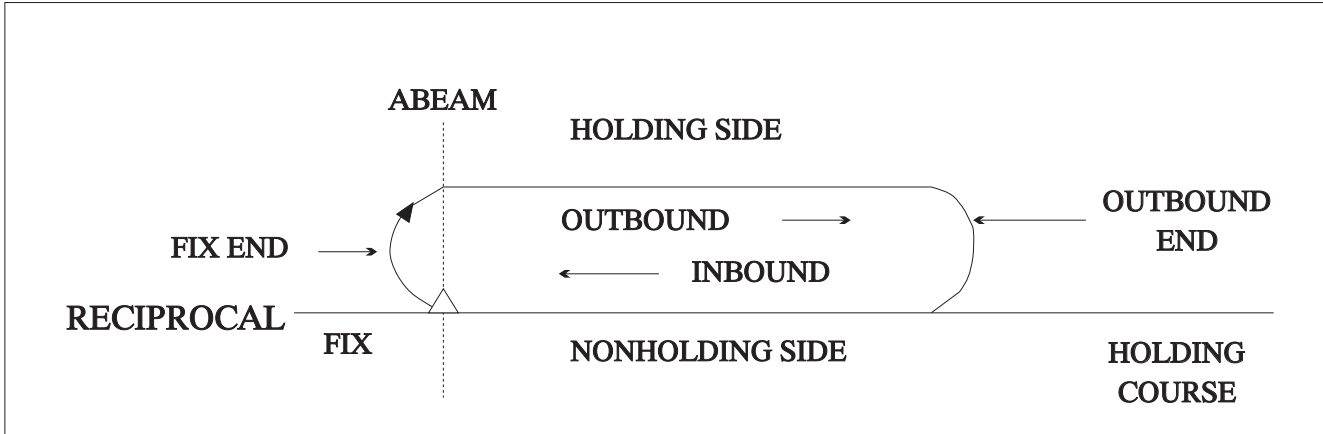 ABEAM
HOLDING SIDE
OUTBOUND
OUTBOUND
END
FIX END
INBOUND
RECIPROCAL
FIX
NONHOLDING SIDE
HOLDING
COURSE